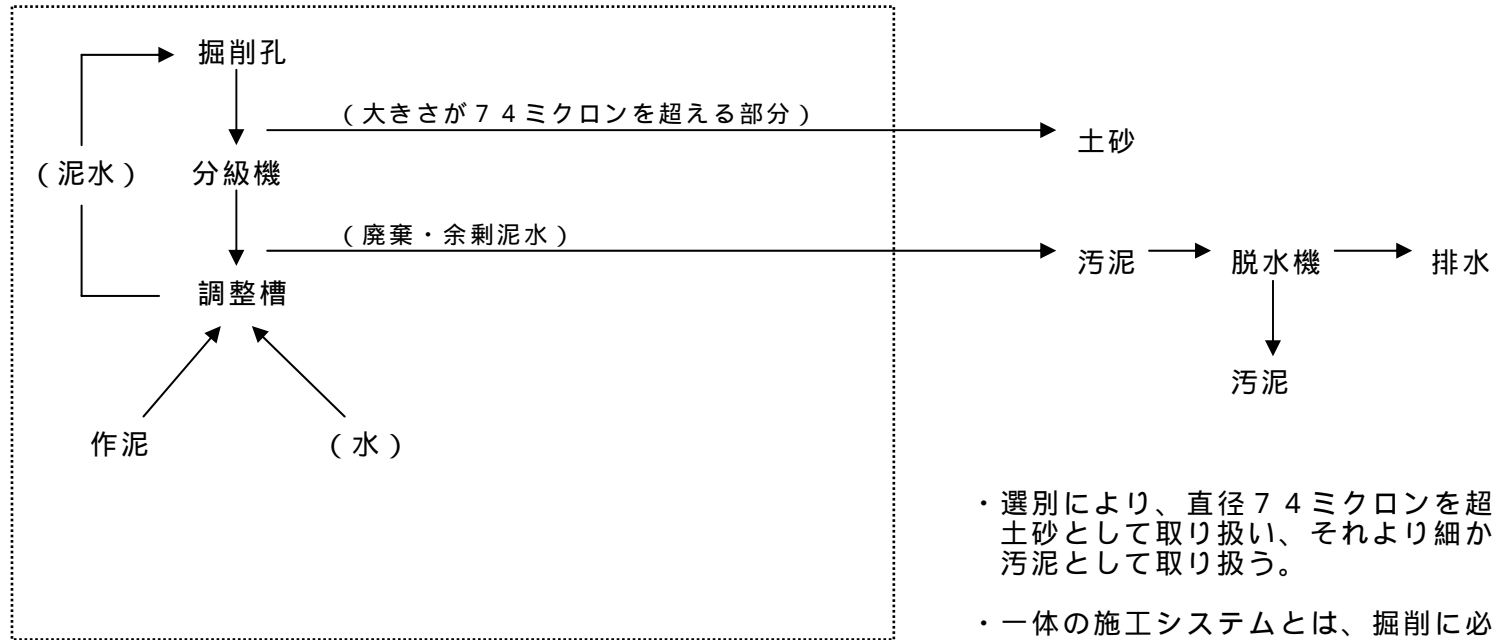 掘削孔
(大きさが74ミクロンを超える部分)
土砂
(泥水)
分級機
(廃棄・余剰泥水)
汚泥
脱水機
排水
調整槽
汚泥
作泥
(水)
・選別により、直径74ミクロンを超
土砂として取り扱い、それより細か
汚泥として取り扱う。
・一体の施工システムとは、掘削に必